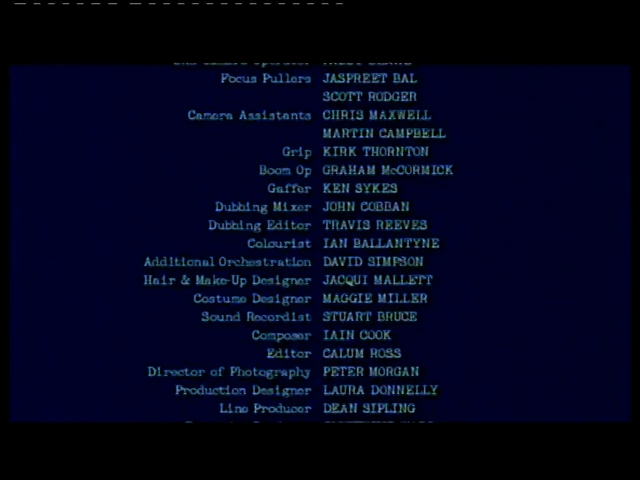 Focus Pullers JASPREET BAL
SCOTT RODGER
Camera Assistants CHRIS MAXWELL
MARTIN CAMPBELL
Grip KIRK THORNTON
Boom Op GRAHAM McCORMICK
Gaffer KEN SYKES
Dubbing Mixer JOHN COBBAN
Dubbing Editor TRAVIS REEVES
Colourist IAN BALLANTYNE
Additional Orchestration DAVID SIMPSON
Hair & Make-Up Designer JACQUI MALLETT
Costume Designer MAGGIE MILLER
Sound Recordist STUART BRUCE
Composer IAIN COOK
Editor CALUM ROSS
Director of Photography PETER MORGAN
Production Designer LAURA DONNELLY
Line Producer DEAN SIPLING